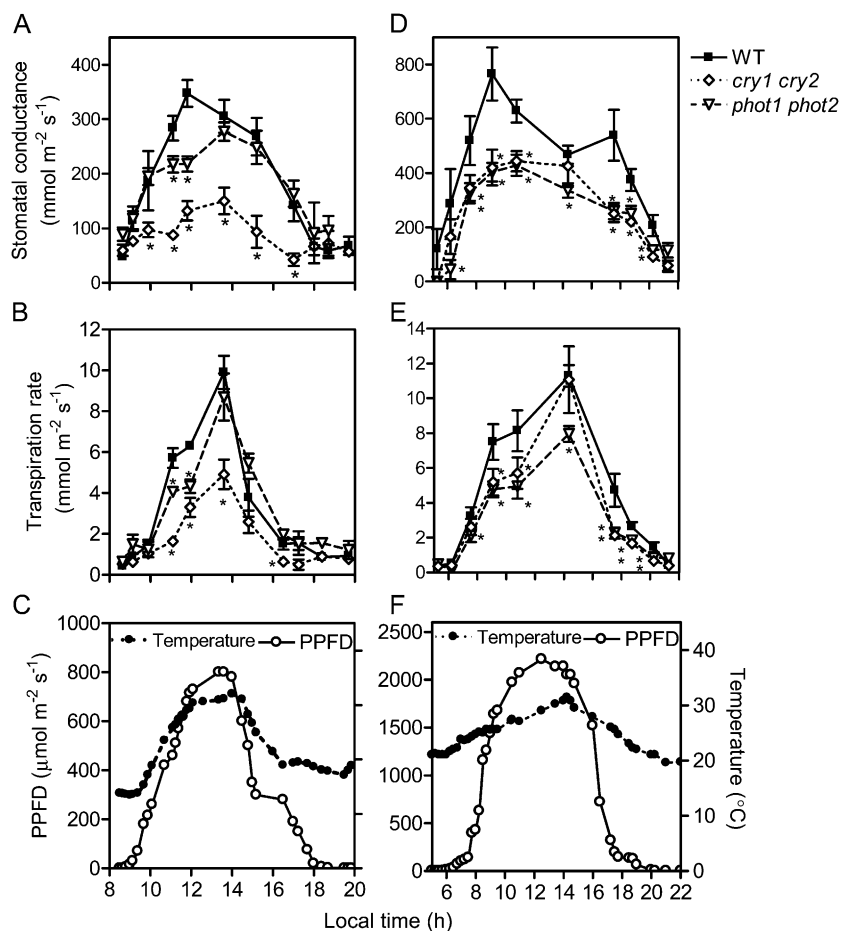 A
D
WT
cry1 cry2
phot1 phot2
Stomatal conductance
(mmol m-2 s-1)
400
300
200
100
0
800
600
400
200
0
B
E
Transpiration rate
(mmol m-2 s-1)
12
10
8
6
4
2
0
14
12
10
8
6
4
2
0
C
F
Temperature
PPFD
Temperature
PPFD
PPFD (µmol m-2 s-1)
1000
800
600
400
200
0
2500
2000
1500
1000
500
0
40
30
20
10
0
Temperature (°C)
8 10 12 14 16 18 20
6 8 10 12 14 16 18 20 22
Local time (h)